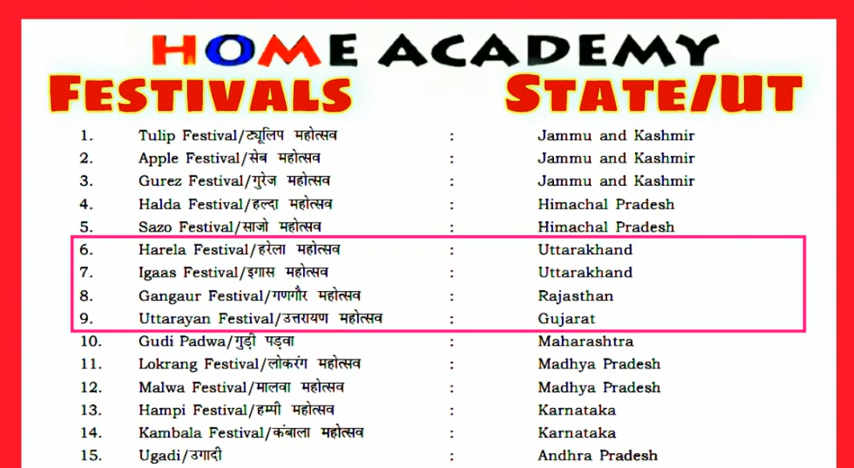 HOME ACADEMY
FESTIVALS STATE/UT
1. Tulip Festival/ट्यूलिप महोत्सव : Jammu and Kashmir
2. Apple Festival/सेब महोत्सव : Jammu and Kashmir
3. Gurez Festival/गुरेज महोत्सव : Jammu and Kashmir
4. Halda Festival/हल्दा महोत्सव : Himachal Pradesh
5. Sazo Festival/साजो महोत्सव : Himachal Pradesh
6. Harela Festival/हरेला महोत्सव : Uttarakhand
7. Igaas Festival/इगास महोत्सव : Uttarakhand
8. Gangaur Festival/गणगौर महोत्सव : Rajasthan
9. Uttarayan Festival/उत्तरायण महोत्सव : Gujarat
10. Gudi Padwa/गुड़ी पड़वा : Maharashtra
11. Lokrang Festival/लोकरंग महोत्सव : Madhya Pradesh
12. Malwa Festival/मालवा महोत्सव : Madhya Pradesh
13. Hampi Festival/हम्पी महोत्सव : Karnataka
14. Kambala Festival/कंबाला महोत्सव : Karnataka
15. Ugadi/उगादी : Andhra Pradesh